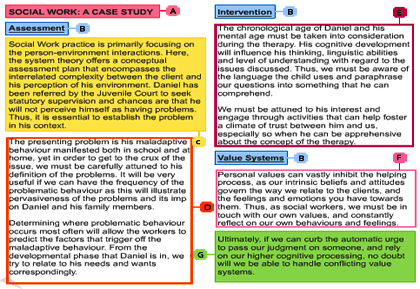 SOCIAL WORK: A CASE STUDY
A
Assessment
B
Social Work practice is primarily focusing on
the person-environment interactions. Here,
the system theory offers a conceptual
assessment plan that encompasses the
interrelated complexity between the client and
his perception of his environment. Daniel has
been referred by the Juvenile Court to seek
statutory supervision and chances are that he
will not perceive himself as having problems.
Thus, it is essential to establish the problem
in his context.
C
The presenting problem is his maladaptive
behaviour manifested both in school and at
home, yet in order to get to the crux of the
issue, we must be carefully attuned to his
definition of the problems. It will be very
useful if we can have the frequency of the
problematic behaviour as this will illustrate
pervasiveness of the problems and its imp
on Daniel and his family members.
Determining where problematic behaviour
occurs most often will allow the workers to
predict the factors that trigger off the
maladaptive behaviour. From the
developmental phase that Daniel is in, we
try to relate to his needs and wants
correspondingly.
D
Intervention
B
E
The chronological age of Daniel and his
mental age must be taken into consideration
during the therapy. His cognitive development
will influence his thinking, linguistic abilities
and level of understanding with regard to the
issues discussed. Thus, we must be aware of
the language the child uses and paraphrase
our questions into something that he can
comprehend.
We must be attuned to his interest and
engage through activities that can help foster
a climate of trust between him and us,
especially so when he can be apprehensive
about the concept of the therapy.
Value Systems
B
F
Personal values can vastly inhibit the helping
process, as our intrinsic beliefs and attitudes
govern the way we relate to the clients, and
the feelings and emotions you have towards
them. Thus, as social workers, we must be in
touch with our own values, and constantly
reflect on our own behaviours and feelings.
G
Ultimately, if we can curb the automatic urge
to pass our judgment on someone, and rely
on our higher cognitive processing, no doubt
will we be able to handle conflicting value
systems.